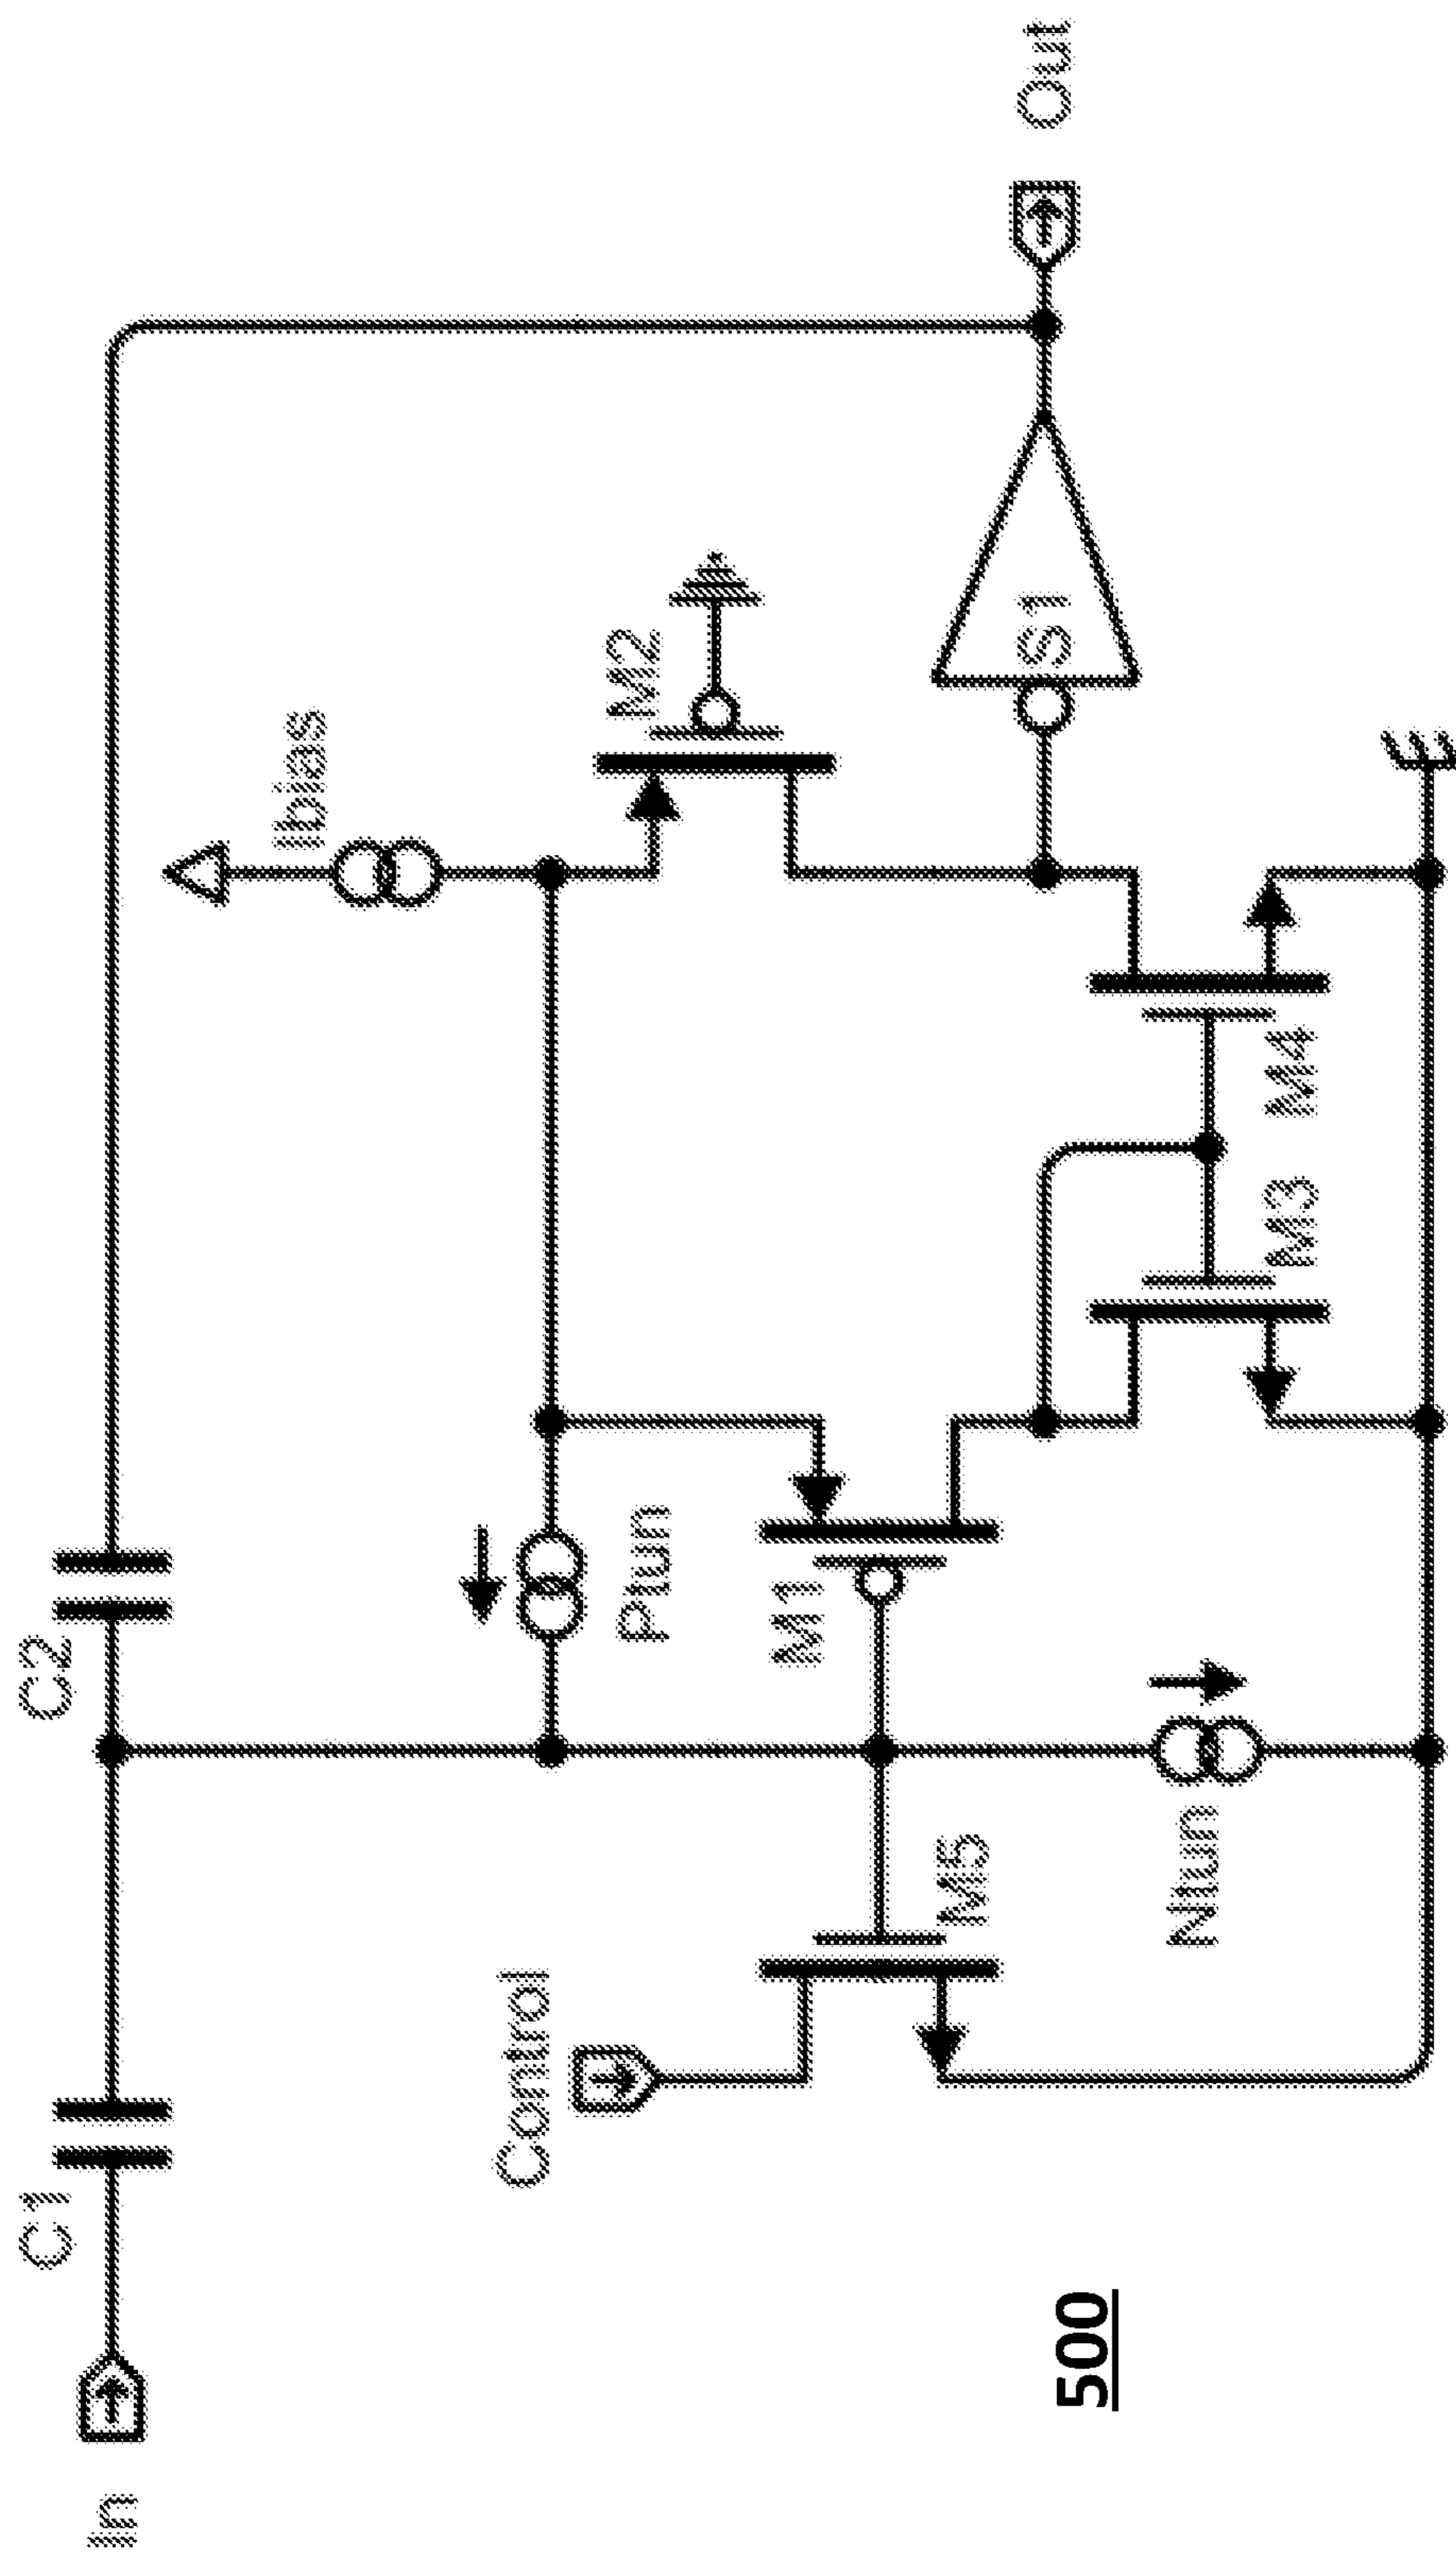 C1
C2
In
Ibias
Control
Ptun
M2
M1
M5
S1
Out
Ntun
M3
M4
500